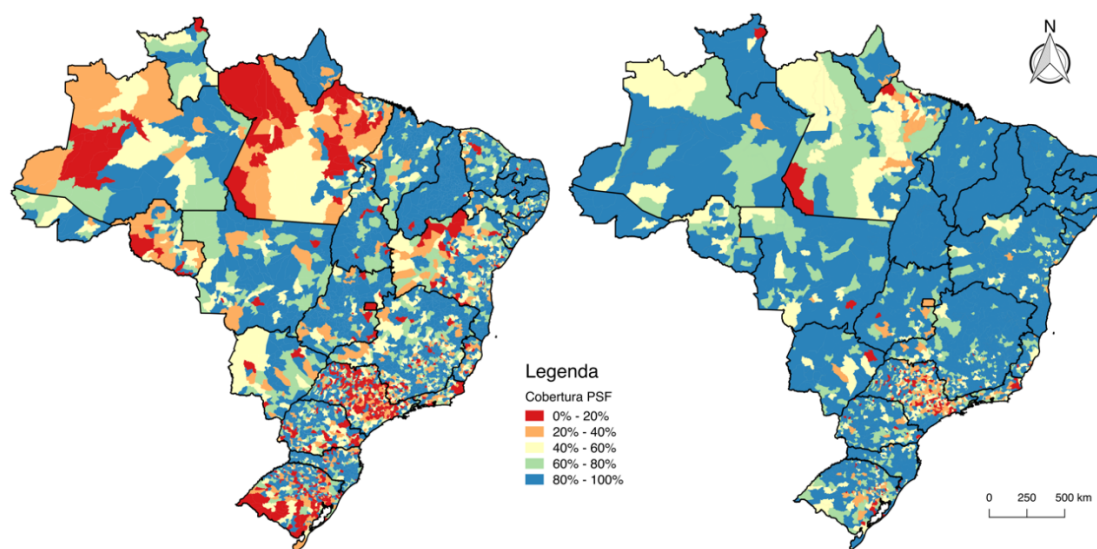 N
Legenda
Cobertura PSF
0% - 20%
20% - 40%
40% - 60%
60% - 80%
80% - 100%
0 250 500 km